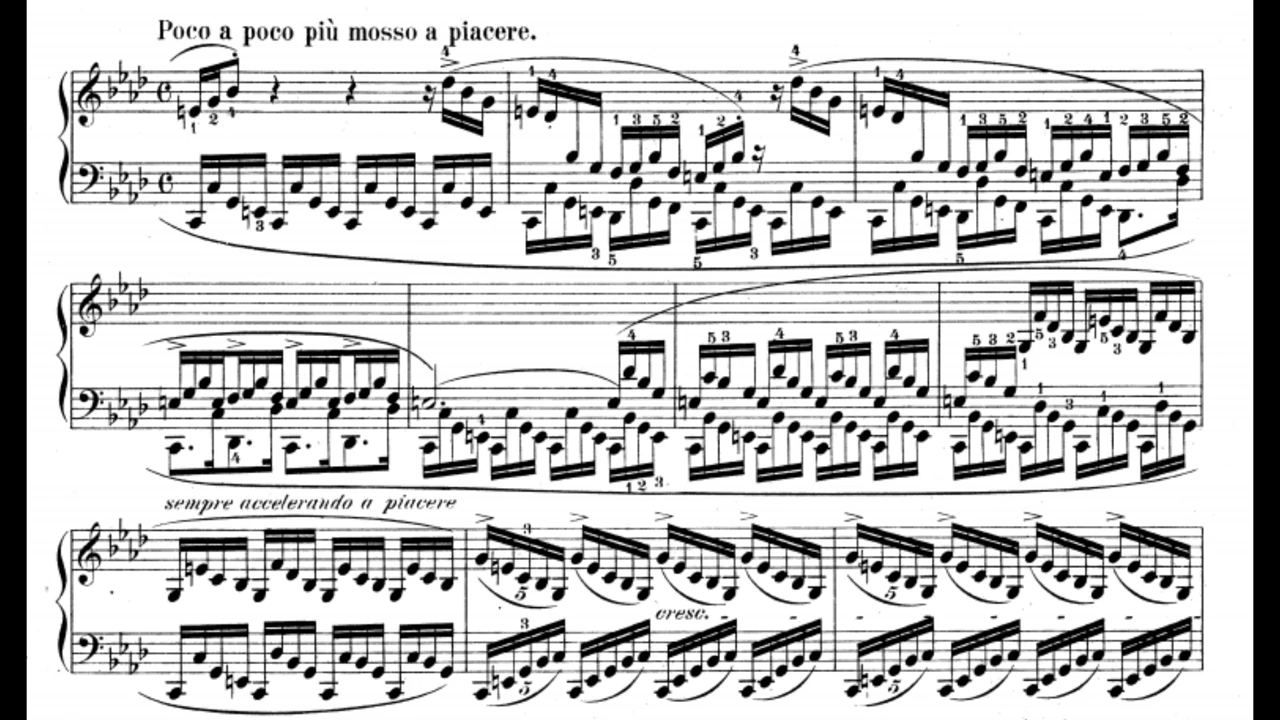 Poco a poco più mosso a piacere.
sempre accelerando a piacere
cresc.